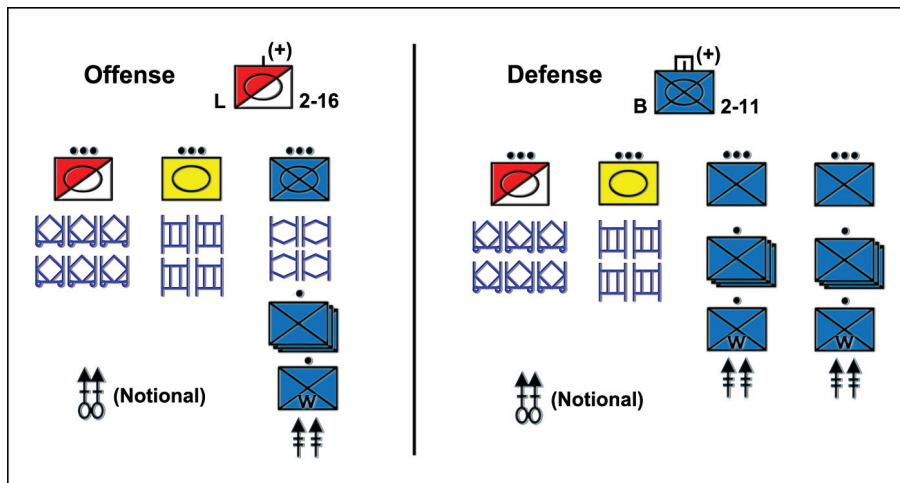 Offense
(+)
L
2-16
(Notional)
W
Defense
(+)
B
2-11
(Notional)
W
W